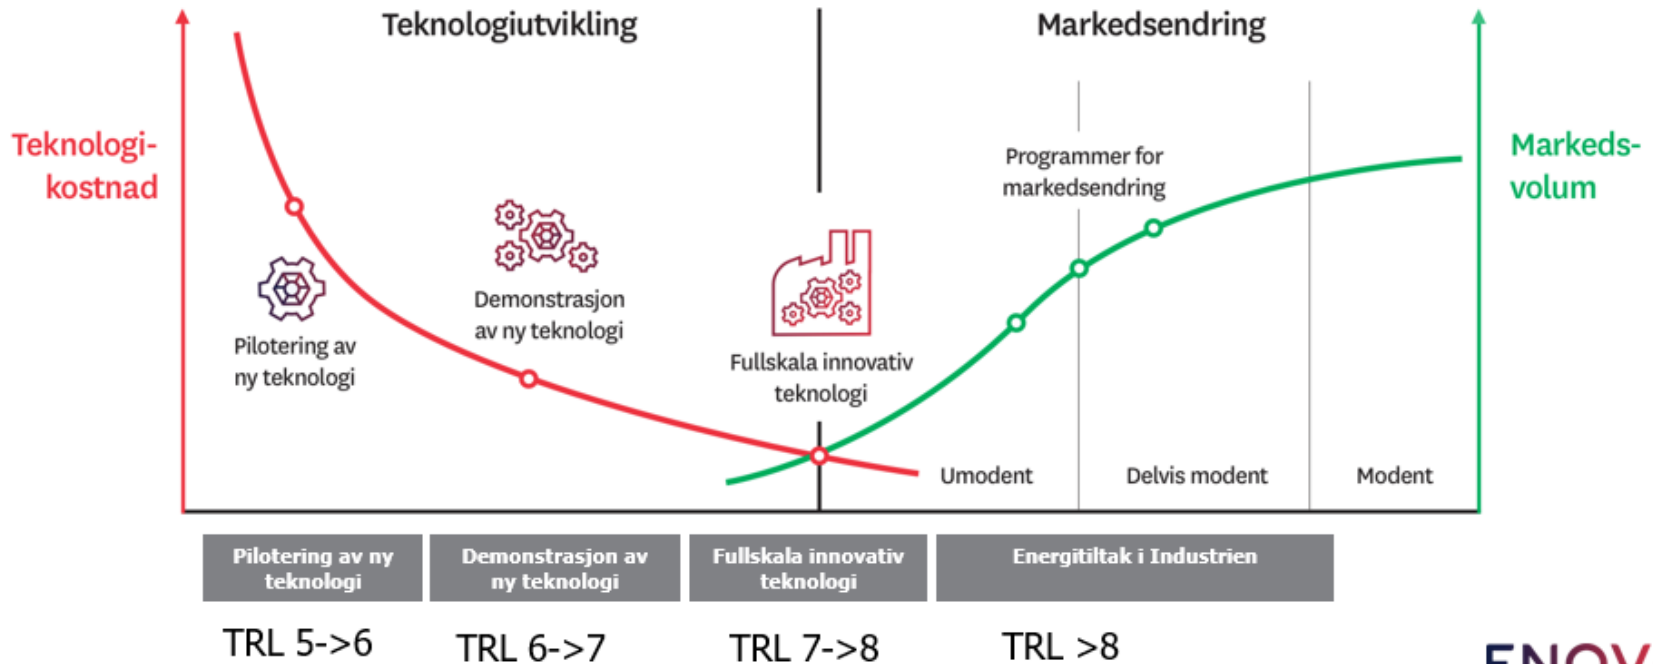 Teknologiutvikling
Markedsendring
Teknologi-
kostnad
Markeds-
volum
Programmer for
markedsendring
Pilotering av
ny teknologi
Demonstrasjon
av ny teknologi
Fullskala innovativ
teknologi
Umodent
Delvis modent
Modent
Pilotering av ny
teknologi
Demonstrasjon av
ny teknologi
Fullskala innovativ
teknologi
Energitiltak i Industrien
TRL 5->6
TRL 6->7
TRL 7->8
TRL >8
ENOV